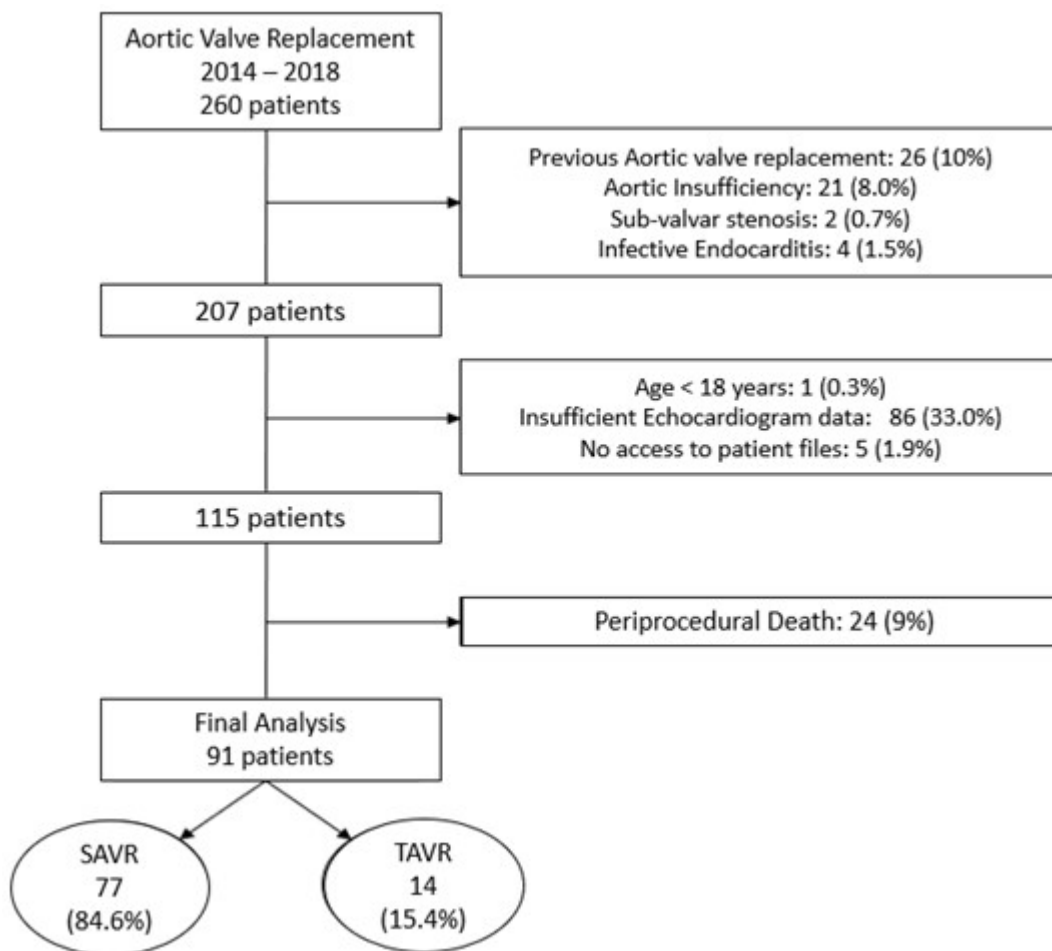 Aortic Valve Replacement
2014 – 2018
260 patients
Previous Aortic valve replacement: 26 (10%)
Aortic Insufficiency: 21 (8.0%)
Sub-valvar stenosis: 2 (0.7%)
Infective Endocarditis: 4 (1.5%)
207 patients
Age < 18 years: 1 (0.3%)
Insufficient Echocardiogram data: 86 (33.0%)
No access to patient files: 5 (1.9%)
115 patients
Periprocedural Death: 24 (9%)
Final Analysis
91 patients
SAVR
77
(84.6%)
TAVR
14
(15.4%)